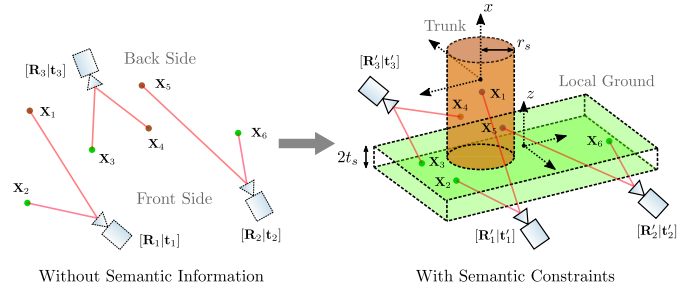 Back Side
[R₃|t₃]
X₅
X₁
X₆
X₃
X₄
X₂
Front Side
[R₁|t₁]
[R₂|t₂]
Without Semantic Information
x
Trunk
rₛ
[R′₃|t′₃]
Local Ground
X₁
z
X₄
X₅
X₆
2tₛ
X₃
X₂
[R′₁|t′₁]
[R′₂|t′₂]
With Semantic Constraints